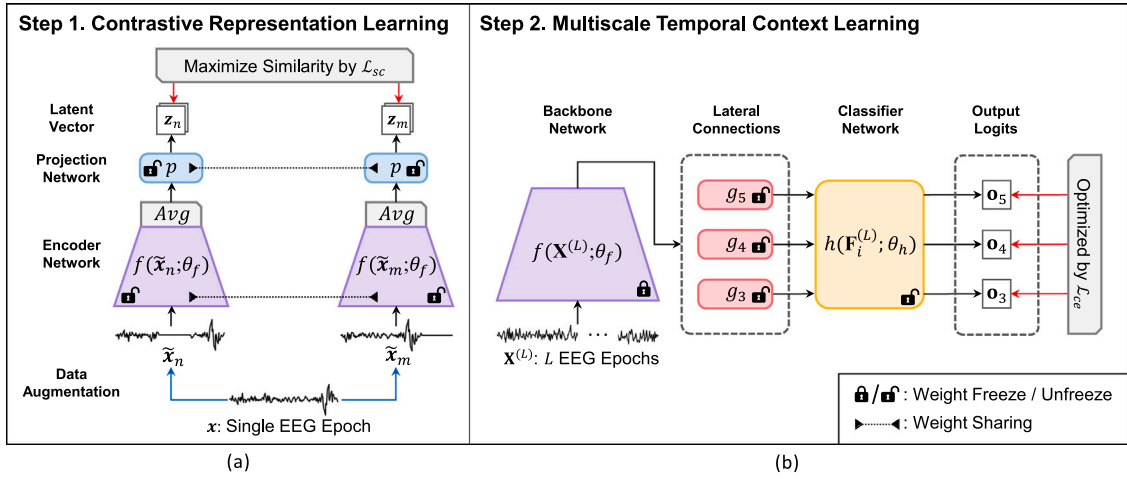 Step 1. Contrastive Representation Learning
Maximize Similarity by ℒ_sc
Latent
Vector
z_n
z_m
Projection
Network
p
p
Avg
Avg
Encoder
Network
f(x̃_n;θ_f)
f(x̃_m;θ_f)
x̃_n
x̃_m
Data
Augmentation
x: Single EEG Epoch
(a)
Step 2. Multiscale Temporal Context Learning
Backbone
Network
Lateral
Connections
Classifier
Network
Output
Logits
f(X^(L);θ_f)
g_5
g_4
g_3
h(F_i^(L);θ_h)
o_5
o_4
o_3
Optimized by ℒ_ce
···
X^(L): L EEG Epochs
/ : Weight Freeze / Unfreeze
: Weight Sharing
(b)